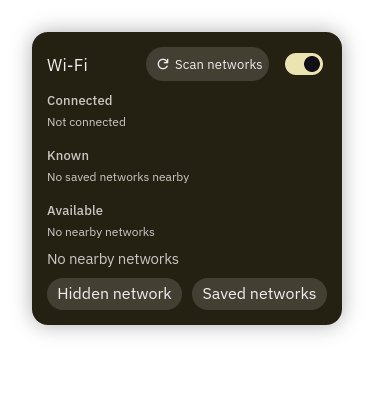 Wi-Fi
Scan networks
Connected
Not connected
Known
No saved networks nearby
Available
No nearby networks
No nearby networks
Hidden network
Saved networks